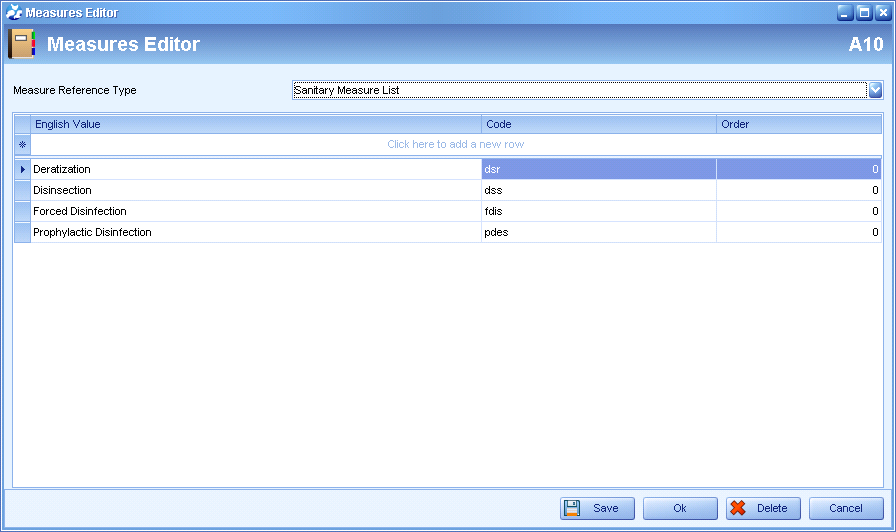 Measures Editor
Measures Editor A10
Measure Reference Type Sanitary Measure List
English Value Code Order
Click here to add a new row
Deratization dsr 0
Disinsection dss 0
Forced Disinfection fdis 0
Prophylactic Disinfection pdes 0
Save Ok Delete Cancel